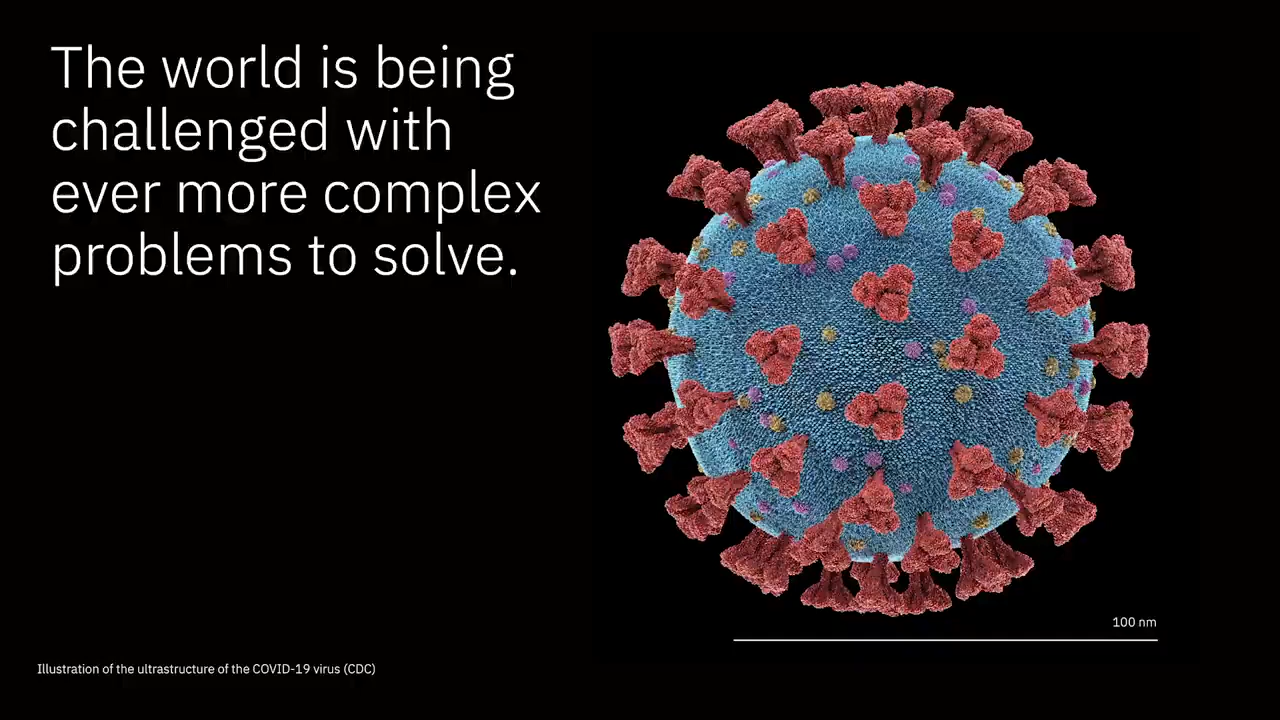 The world is being
challenged with
ever more complex
problems to solve.
100 nm
Illustration of the ultrastructure of the COVID-19 virus (CDC)